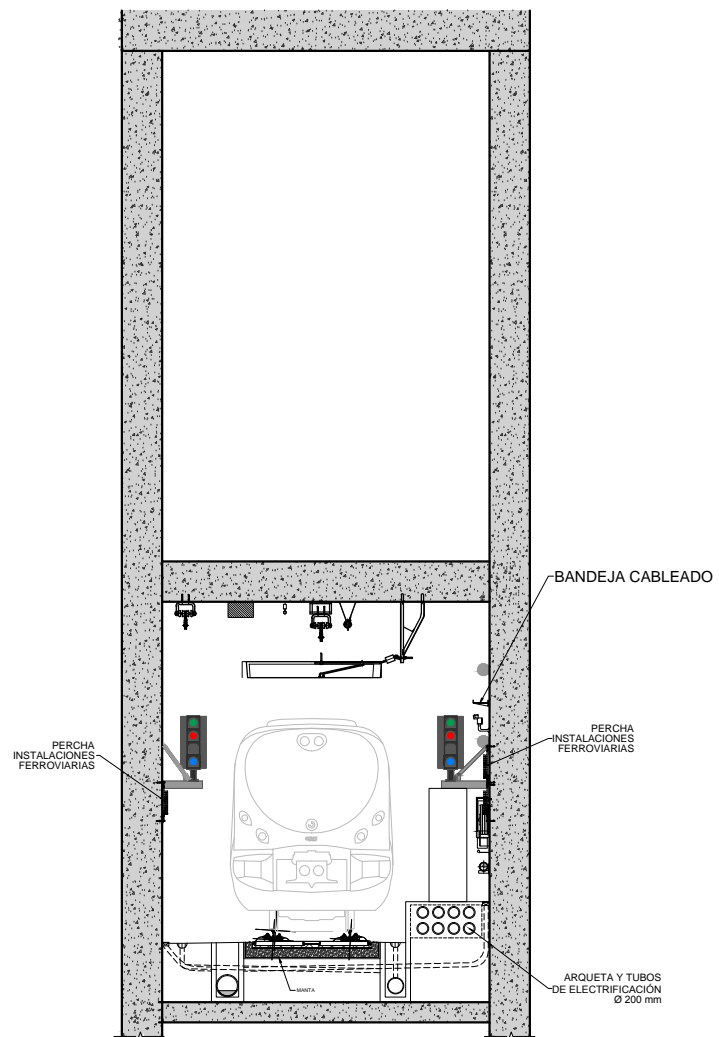 BANDEJA CABLEADO
PERCHA
INSTALACIONES
FERROVIARIAS
PERCHA
INSTALACIONES
FERROVIARIAS
MANTA
ARQUETA Y TUBOS
DE ELECTRIFICACIÓN
Ø 200 mm